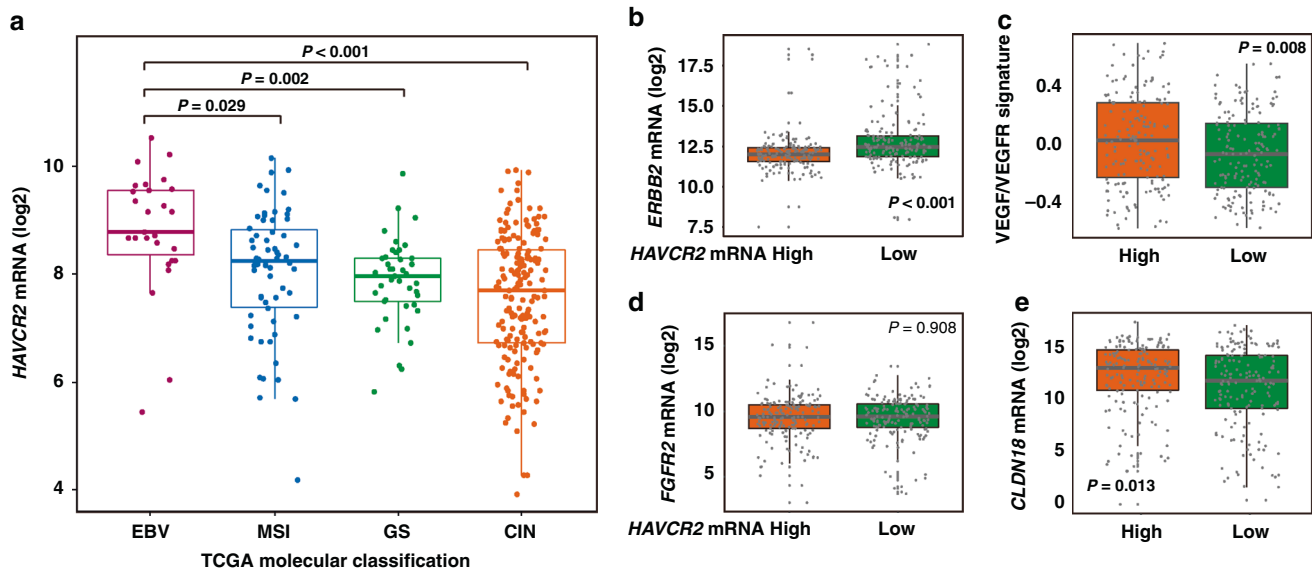 a
P < 0.001
P = 0.002
P = 0.029
HAVCR2 mRNA (log2)
10
8
6
4
EBV MSI GS CIN
TCGA molecular classification
b
ERBB2 mRNA (log2)
17.5
15.0
12.5
10.0
7.5
P < 0.001
HAVCR2 mRNA High Low
c
VEGF/VEGFR signature
0.4
0.0
–0.4
P = 0.008
High Low
d
FGFR2 mRNA (log2)
15
10
5
P = 0.908
HAVCR2 mRNA High Low
e
CLDN18 mRNA (log2)
15
10
5
0
P = 0.013
High Low